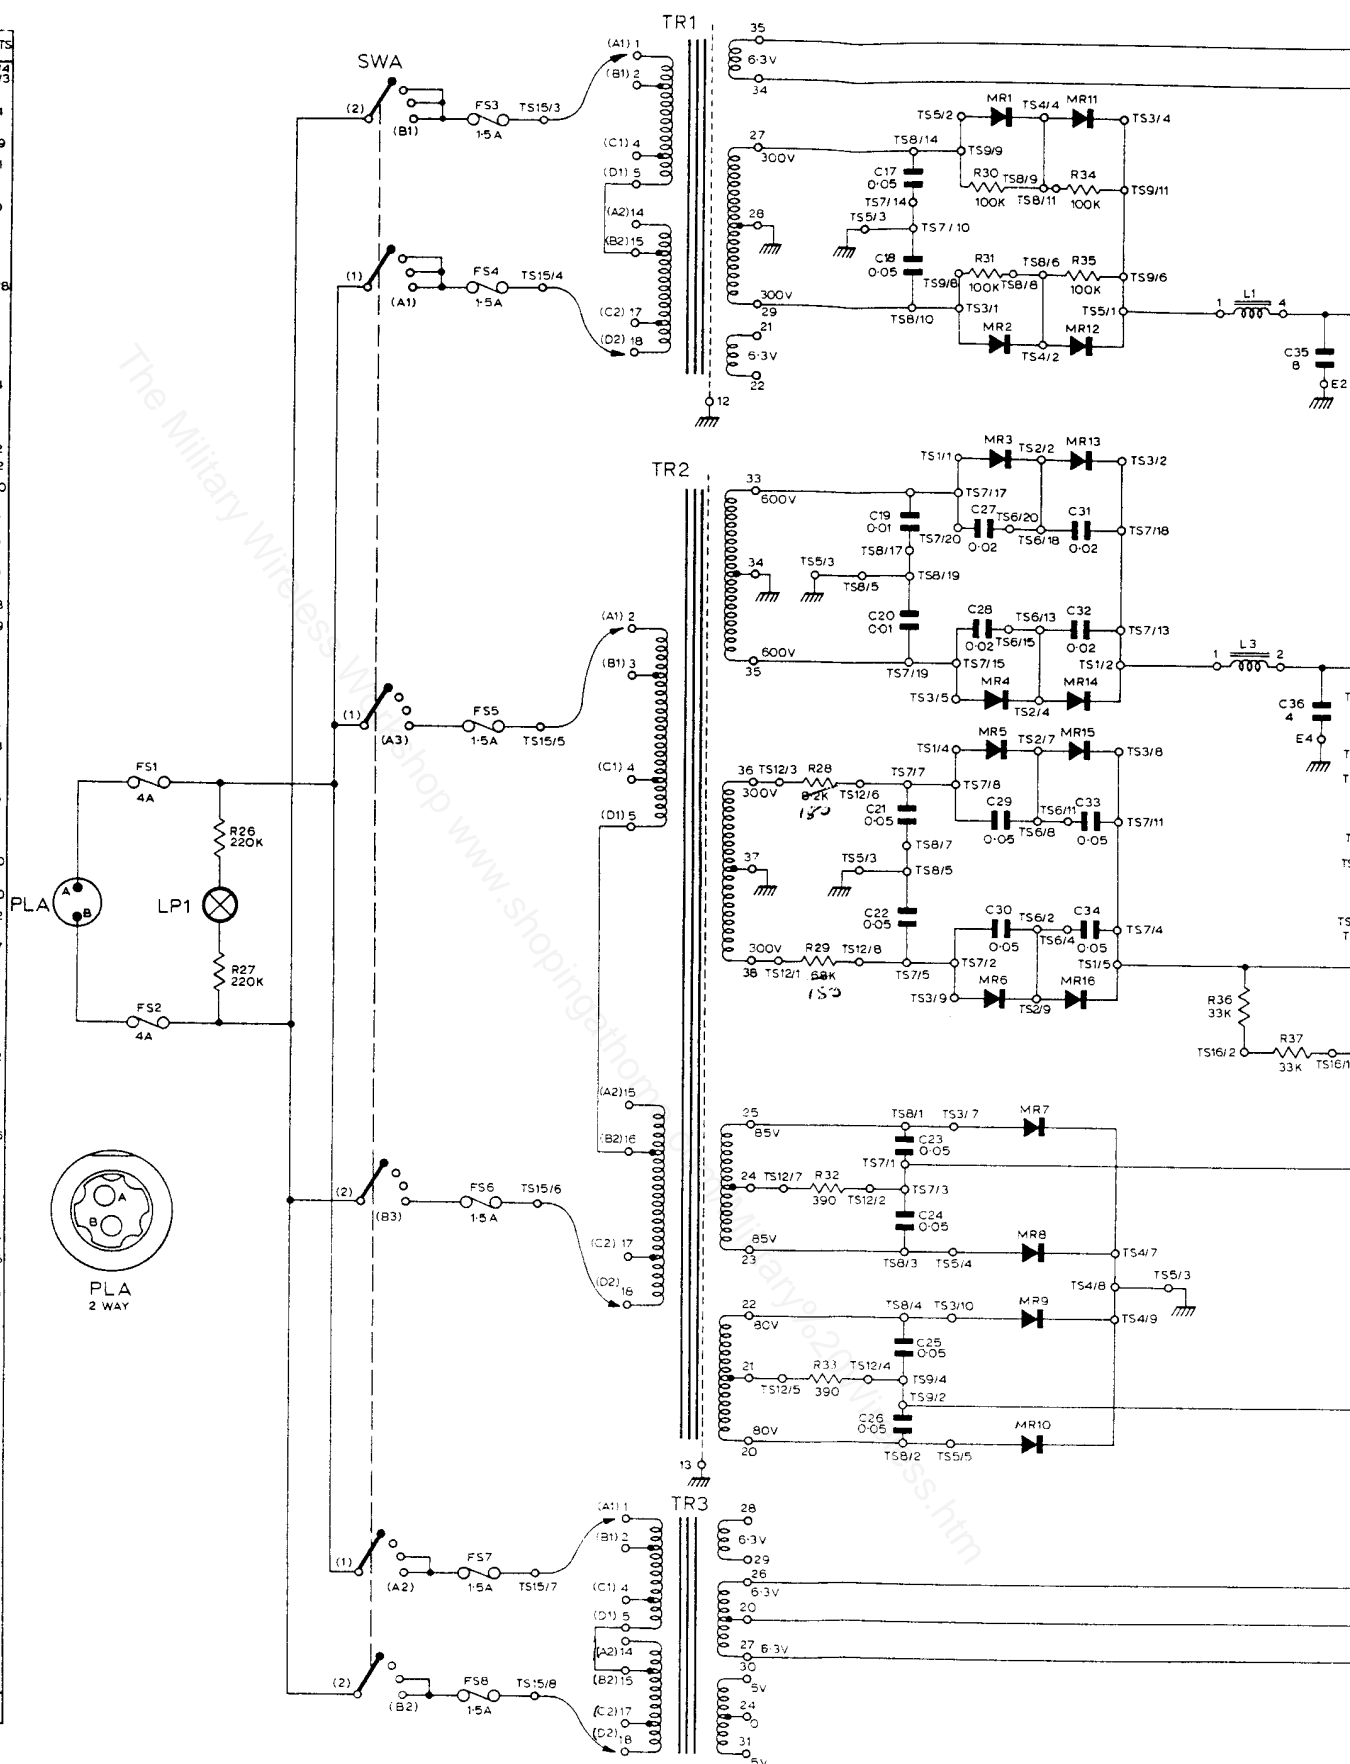 TS
TR1
SWA
(A1) 1
(B1) 2
(2)
(B1)
FS3
1·5A
TS15/3
(C1) 4
(D1) 5
(A2)14
(B2)15
(1)
(A1)
FS4
1·5A
TS15/4
(C2) 17
(D2) 18
35
6·3V
34
27
300V
28
300V
29
21
6·3V
22
12
TS8/14
C17
0·05
TS7/14
TS5/3
TS7/10
C18
0·05
TS8/10
TS5/2
MR1
TS4/4
MR11
TS3/4
TS9/9
R30
100K
TS8/9
TS8/11
R34
100K
TS9/11
R31
100K
TS8/6
TS8/8
R35
100K
TS9/6
TS9/8
TS3/1
TS5/1
MR2
TS4/2
MR12
1
L1
4
C35
8
E2
TR2
33
600V
34
600V
35
C19
0·01
TS8/17
TS5/3
TS8/5
TS8/19
C20
0·01
TS7/19
TS1/1
MR3
TS2/2
MR13
TS3/2
TS7/17
C27
0·02
TS6/20
TS6/18
C31
0·02
TS7/20
TS7/18
C28
0·02
TS6/13
TS6/15
C32
0·02
TS7/13
TS7/15
TS1/2
TS3/5
MR4
TS2/4
MR14
1
L3
2
C36
4
E4
(A1) 2
(B1) 3
(1)
(A3)
FS5
1·5A
TS15/5
(C1) 4
(D1) 5
FS1
4A
R26
220K
PLA
A
B
LP1
R27
220K
FS2
4A
36
300V
TS12/3
R28
8·2K
150
TS12/6
TS7/7
C21
0·05
TS8/7
37
TS5/3
TS8/5
C22
0·05
300V
38
TS12/1
R29
68K
150
TS12/8
TS7/5
TS1/4
MR5
TS2/7
MR15
TS3/8
TS7/8
C29
0·05
TS6/11
TS6/8
C33
0·05
TS7/11
C30
0·05
TS6/2
TS6/4
C34
0·05
TS7/4
TS7/2
TS1/5
TS3/9
MR6
TS2/9
MR16
R36
33K
TS16/2
R37
33K
TS16/1
(A2)15
(B2)16
(2)
(B3)
FS6
1·5A
TS15/6
(C2) 17
(D2) 18
A
B
PLA
2 WAY
25
85V
24
TS12/7
R32
390
TS12/2
85V
23
TS8/1
TS3/7
MR7
C23
0·05
TS7/1
TS7/3
C24
0·05
TS8/3
TS5/4
MR8
TS4/7
TS4/8
TS5/3
TS4/9
22
80V
21
TS12/5
R33
390
TS12/4
80V
20
TS8/4
TS3/10
MR9
C25
0·05
TS9/4
TS9/2
C26
0·05
TS8/2
TS5/5
MR10
13
TR3
(A1) 1
(B1) 2
(1)
(A2)
FS7
1·5A
TS15/7
(C1) 4
(D1) 5
(A2)14
(B2)15
(2)
(B2)
FS8
1·5A
TS15/8
(C2)17
(D2)18
28
6·3V
29
26
6·3V
20
27 6·3V
30
5V
24
0
31
5V